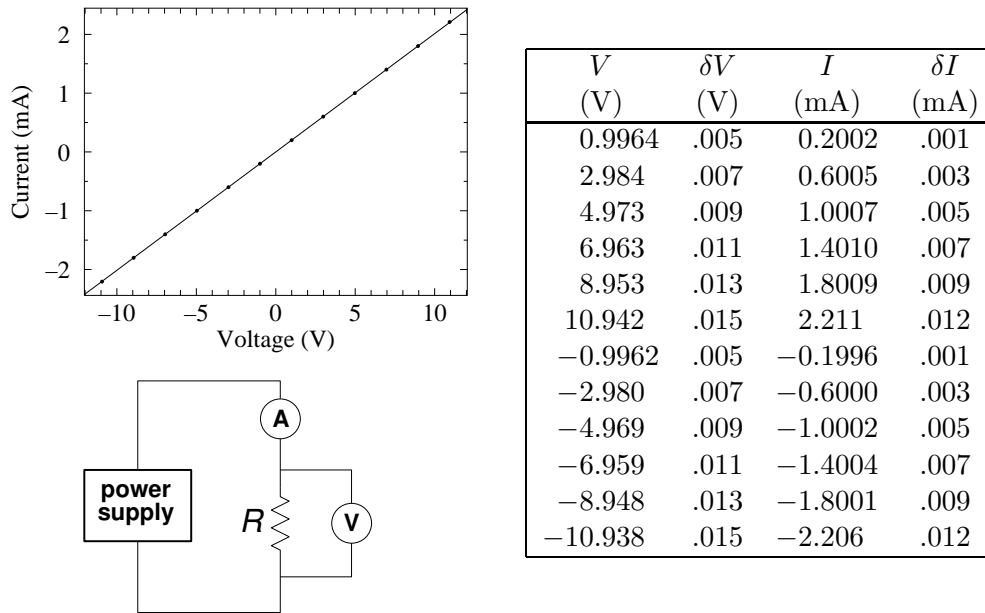 2
1
0
−1
−2
Current (mA)
−10 −5 0 5 10
Voltage (V)
A
power
supply
R
V
V δV I δI
(V) (V) (mA) (mA)
0.9964 .005 0.2002 .001
2.984 .007 0.6005 .003
4.973 .009 1.0007 .005
6.963 .011 1.4010 .007
8.953 .013 1.8009 .009
10.942 .015 2.211 .012
−0.9962 .005 −0.1996 .001
−2.980 .007 −0.6000 .003
−4.969 .009 −1.0002 .005
−6.959 .011 −1.4004 .007
−8.948 .013 −1.8001 .009
−10.938 .015 −2.206 .012